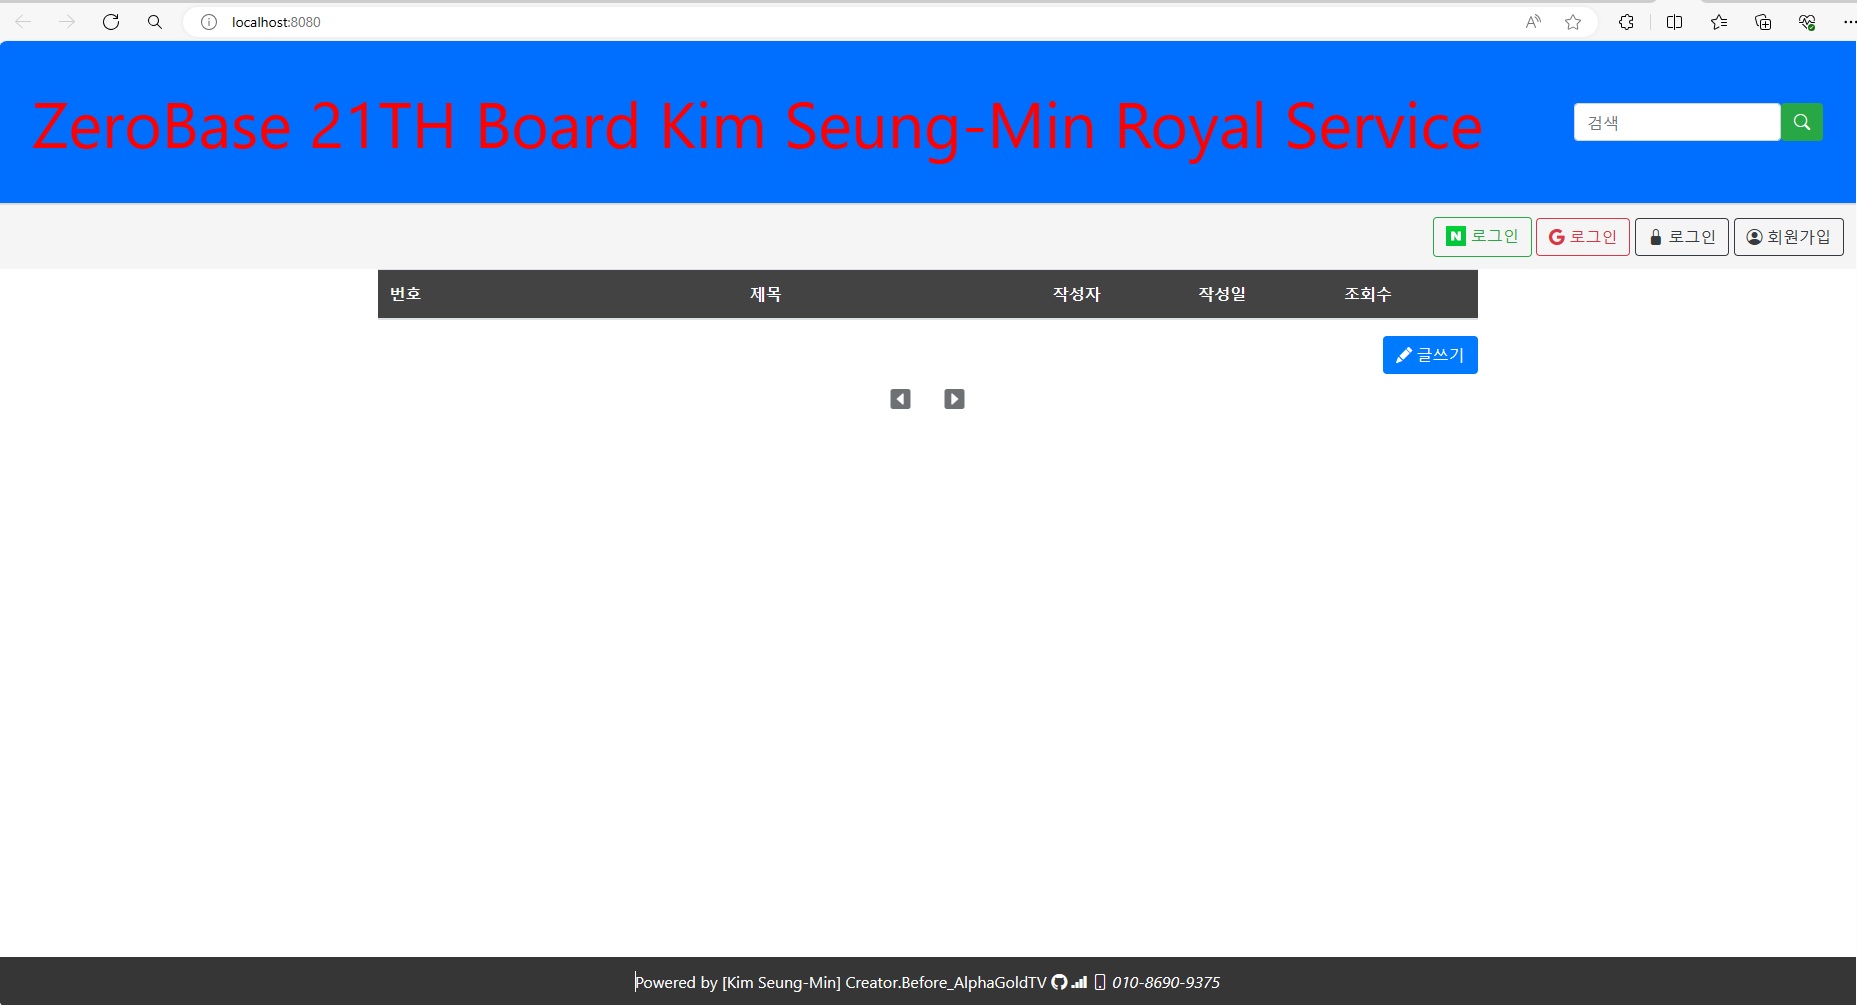 localhost:8080
ZeroBase 21TH Board Kim Seung-Min Royal Service
검색
N 로그인 G 로그인 로그인 회원가입
번호 제목 작성자 작성일 조회수
글쓰기
Powered by [Kim Seung-Min] Creator.Before_AlphaGoldTV 010-8690-9375